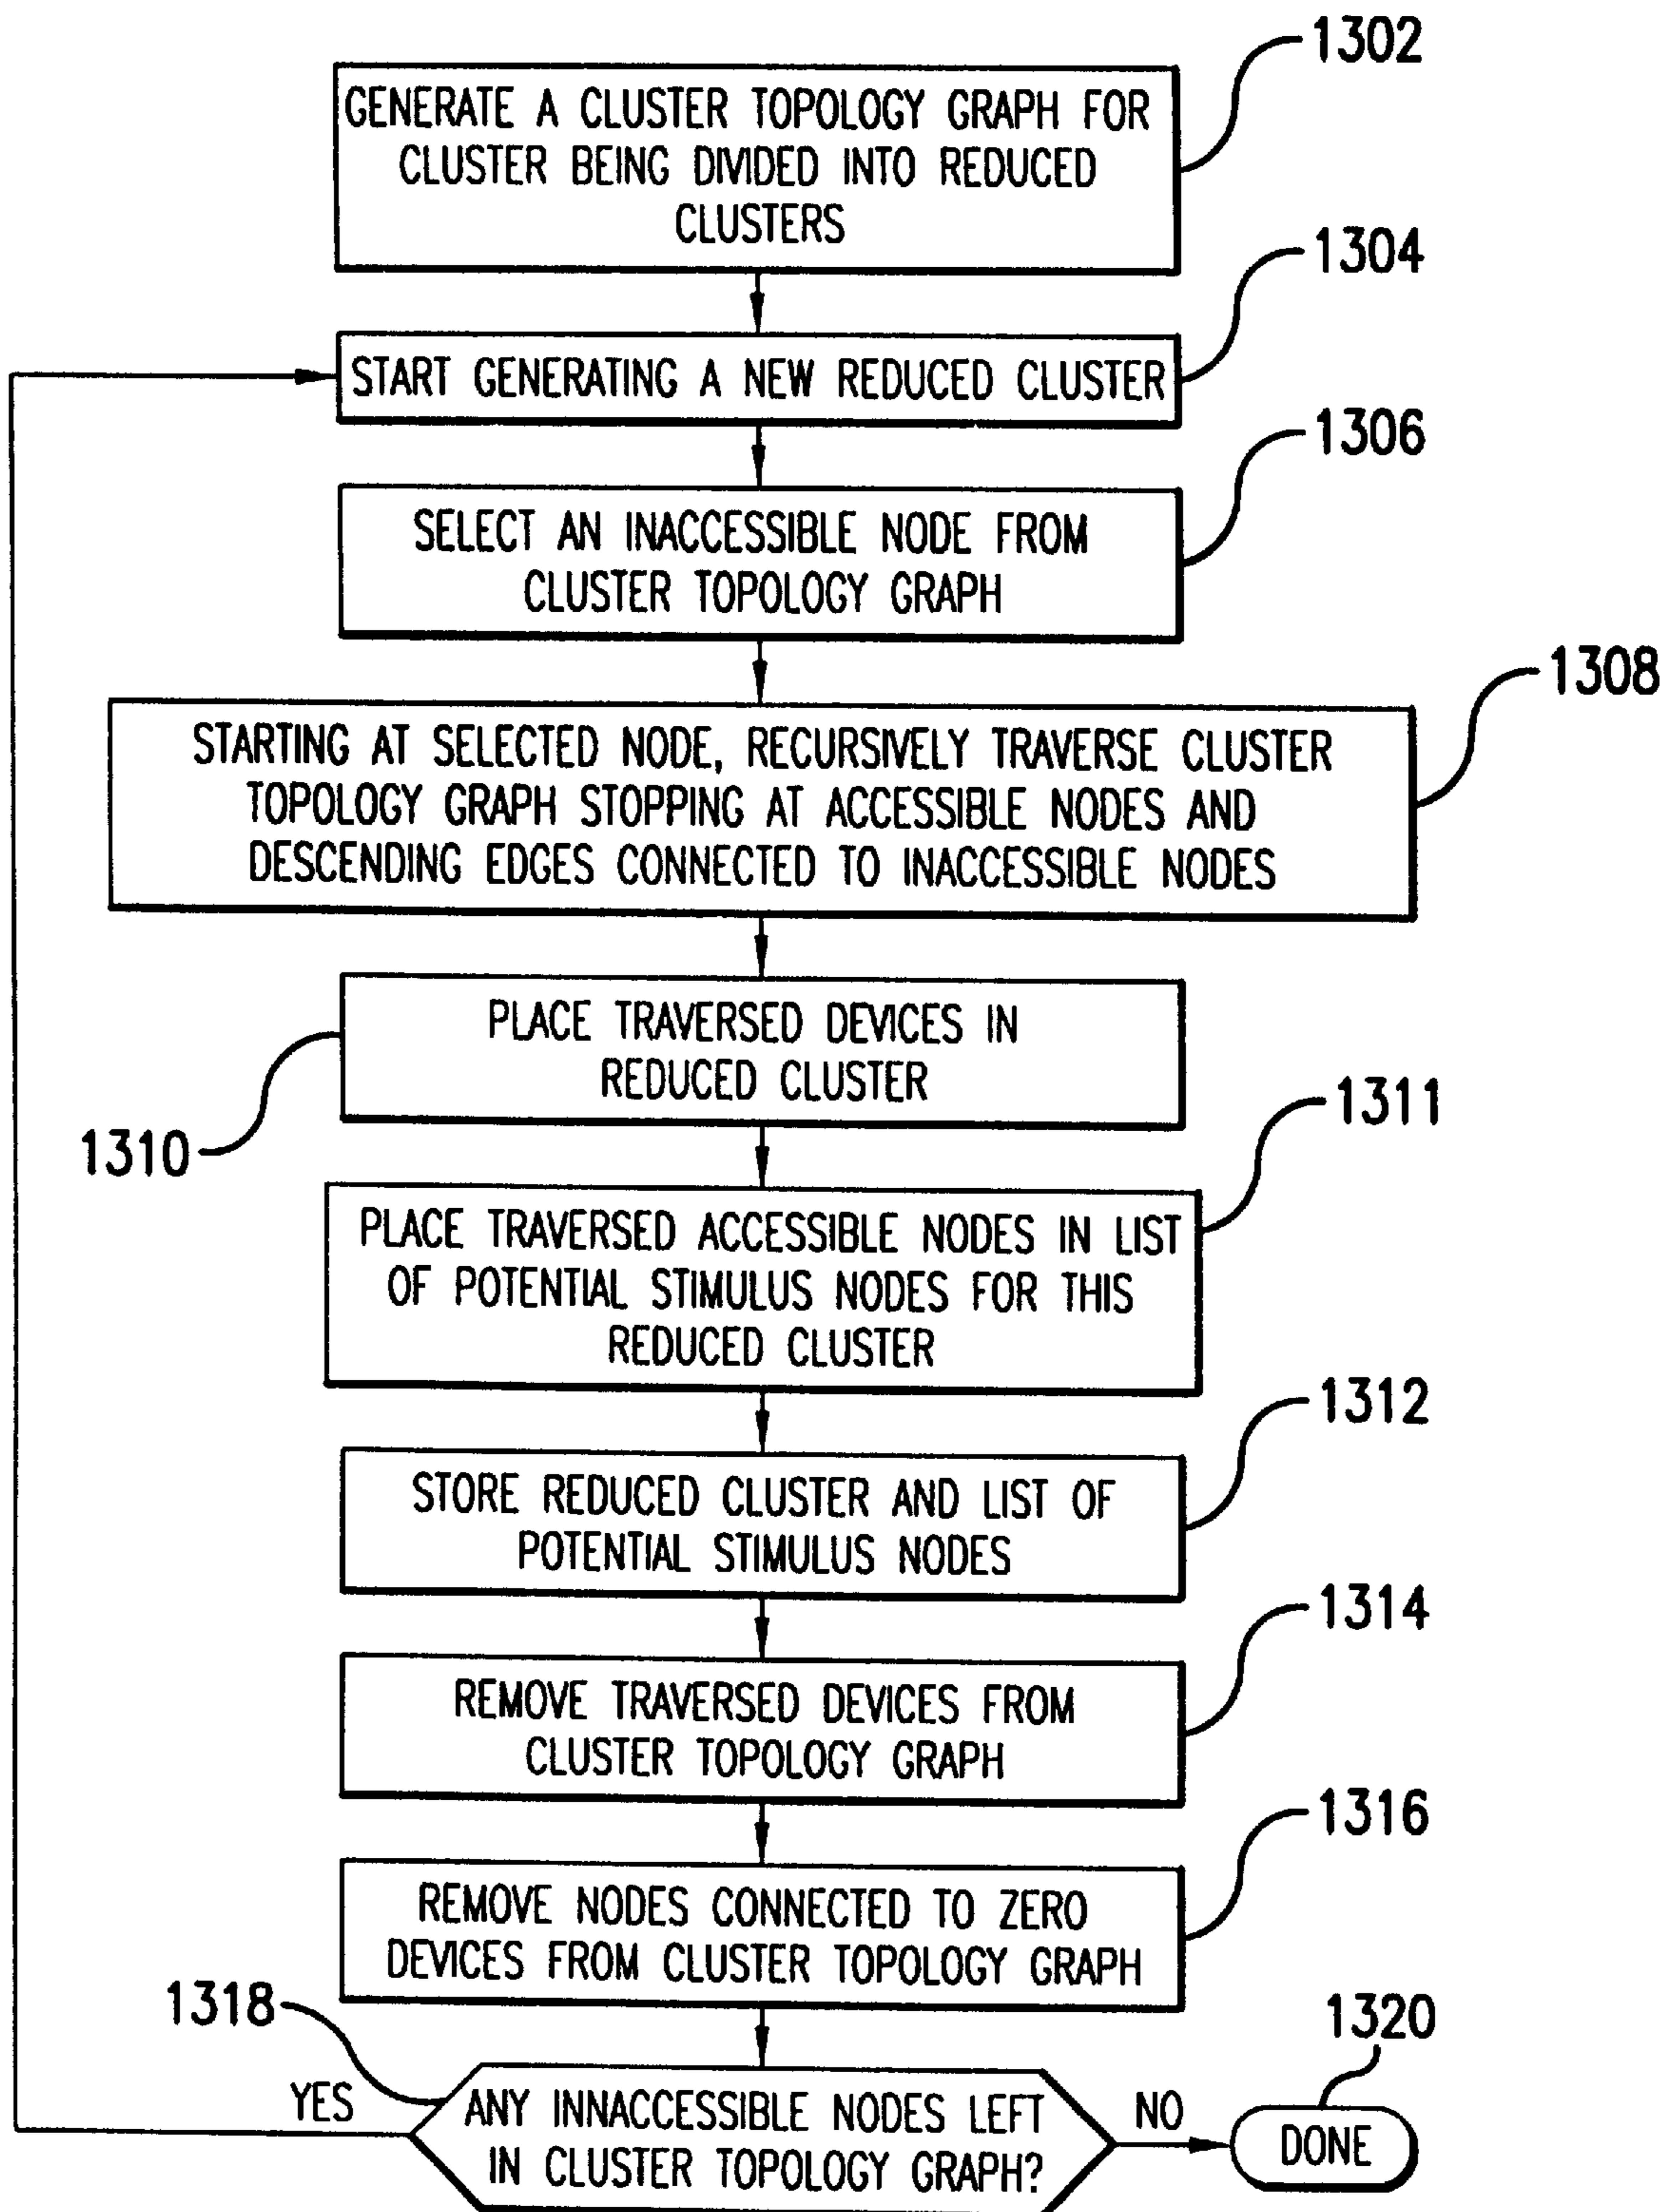 1302
GENERATE A CLUSTER TOPOLOGY GRAPH FOR
CLUSTER BEING DIVIDED INTO REDUCED
CLUSTERS
1304
START GENERATING A NEW REDUCED CLUSTER
1306
SELECT AN INACCESSIBLE NODE FROM
CLUSTER TOPOLOGY GRAPH
1308
STARTING AT SELECTED NODE, RECURSIVELY TRAVERSE CLUSTER
TOPOLOGY GRAPH STOPPING AT ACCESSIBLE NODES AND
DESCENDING EDGES CONNECTED TO INACCESSIBLE NODES
PLACE TRAVERSED DEVICES IN
REDUCED CLUSTER
1310
1311
PLACE TRAVERSED ACCESSIBLE NODES IN LIST
OF POTENTIAL STIMULUS NODES FOR THIS
REDUCED CLUSTER
1312
STORE REDUCED CLUSTER AND LIST OF
POTENTIAL STIMULUS NODES
1314
REMOVE TRAVERSED DEVICES FROM
CLUSTER TOPOLOGY GRAPH
1316
REMOVE NODES CONNECTED TO ZERO
DEVICES FROM CLUSTER TOPOLOGY GRAPH
1318
1320
YES
ANY INNACCESSIBLE NODES LEFT
IN CLUSTER TOPOLOGY GRAPH?
NO
DONE